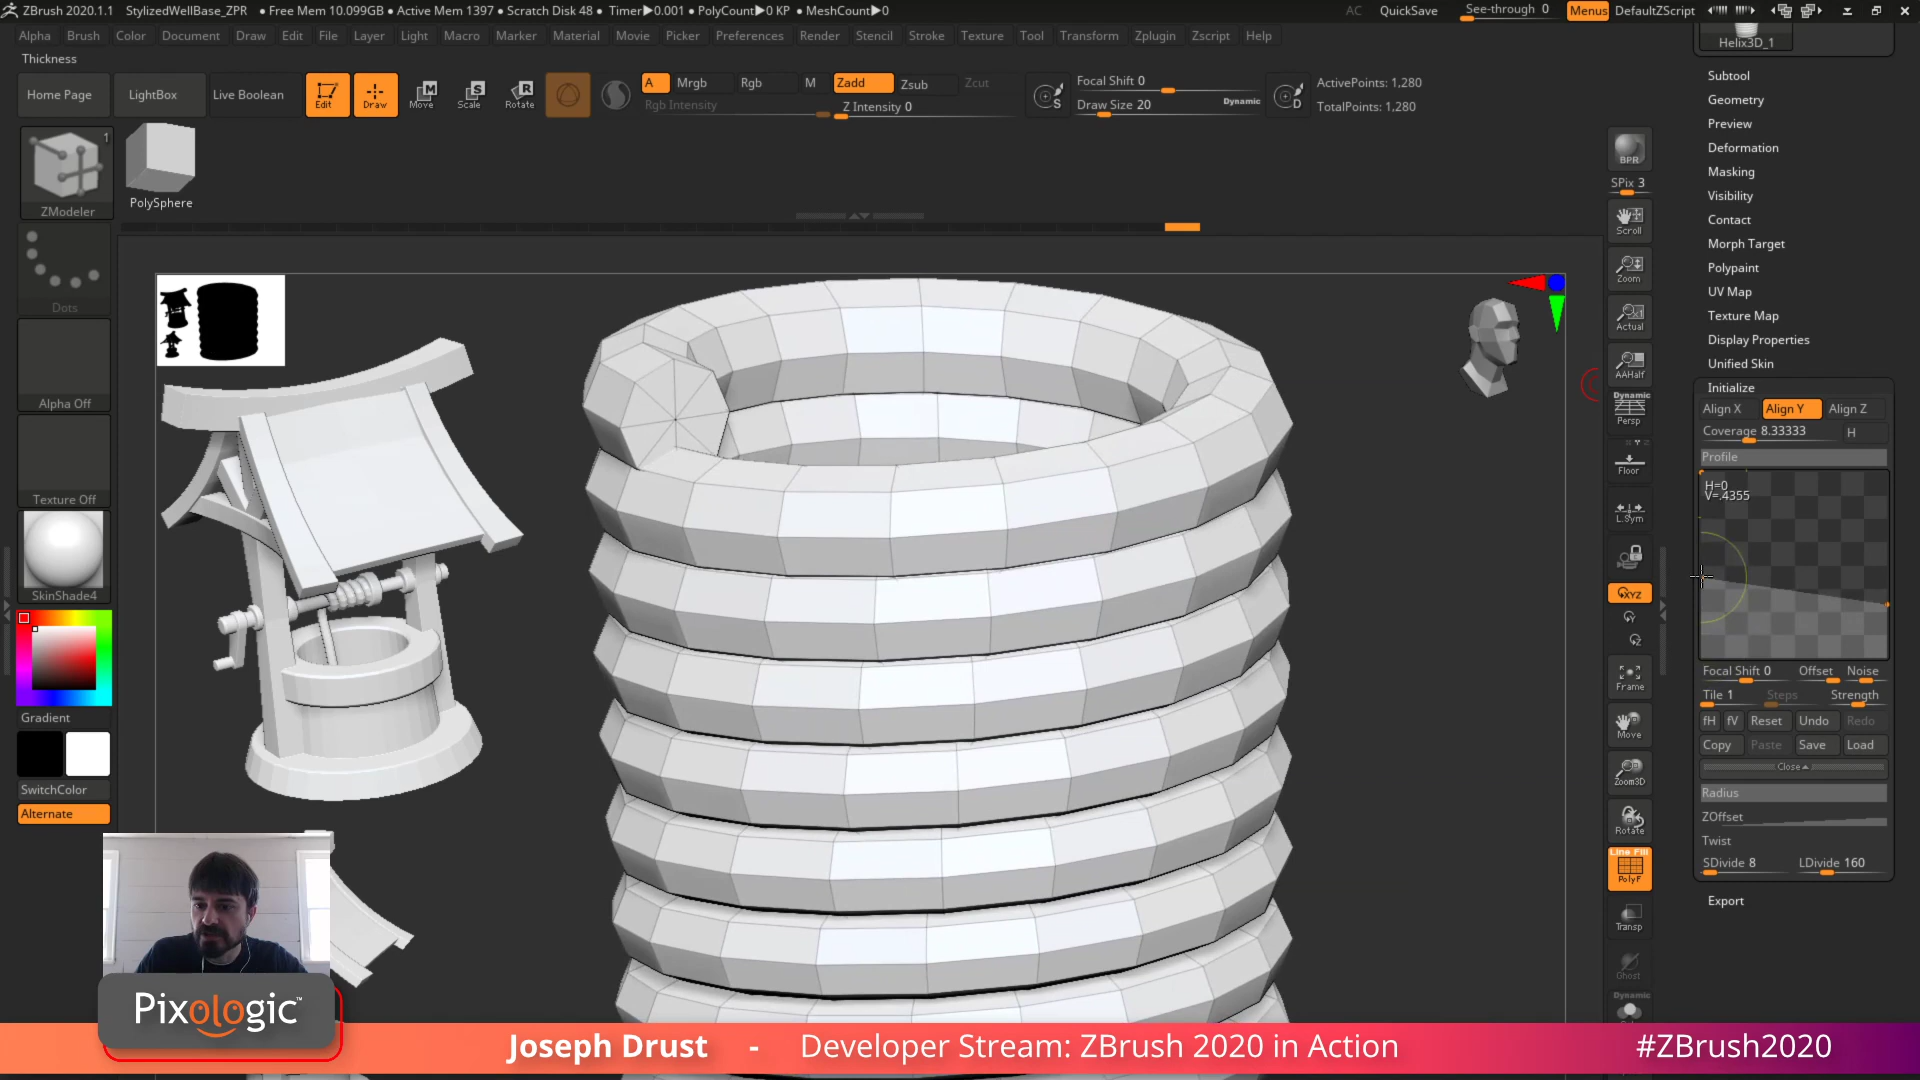 ZBrush 2020.1.1 StylizedWellBase_ZPR • Free Mem 10.099GB • Active Mem 1397 • Scratch Disk 48 • Timer▶0.001 • PolyCount▶0 KP • MeshCount▶0 AC QuickSave See-through 0 Menus DefaultZScript
Alpha Brush Color Document Draw Edit File Layer Light Macro Marker Material Movie Picker Preferences Render Stencil Stroke Texture Tool Transform Zplugin Zscript Help
Thickness
Home Page LightBox Live Boolean Edit Draw Move Scale Rotate
A Mrgb Rgb M Zadd Zsub Zcut
Rgb Intensity Z Intensity 0
S Focal Shift 0
Draw Size 20 Dynamic D
ActivePoints: 1,280
TotalPoints: 1,280
1
ZModeler
PolySphere
Dots
Alpha Off
Texture Off
SkinShade4
Gradient
SwitchColor
Alternate
BPR
SPix 3
Scroll
Zoom
Actual
AAHalf
Dynamic
Persp
Floor
L.Sym
XYZ
Frame
Move
Zoom3D
Rotate
Line Fill
PolyF
Transp
Ghost
Dynamic
Helix3D_1
Subtool
Geometry
Preview
Deformation
Masking
Visibility
Contact
Morph Target
Polypaint
UV Map
Texture Map
Display Properties
Unified Skin
Initialize
Align X Align Y Align Z
Coverage 8.33333 H
Profile
H=0
V=.4355
Focal Shift 0 Offset Noise
Tile 1 Steps Strength
fH fV Reset Undo Redo
Copy Paste Save Load
Close
Radius
ZOffset
Twist
SDivide 8 LDivide 160
Export
Pixologic™
Joseph Drust - Developer Stream: ZBrush 2020 in Action #ZBrush2020